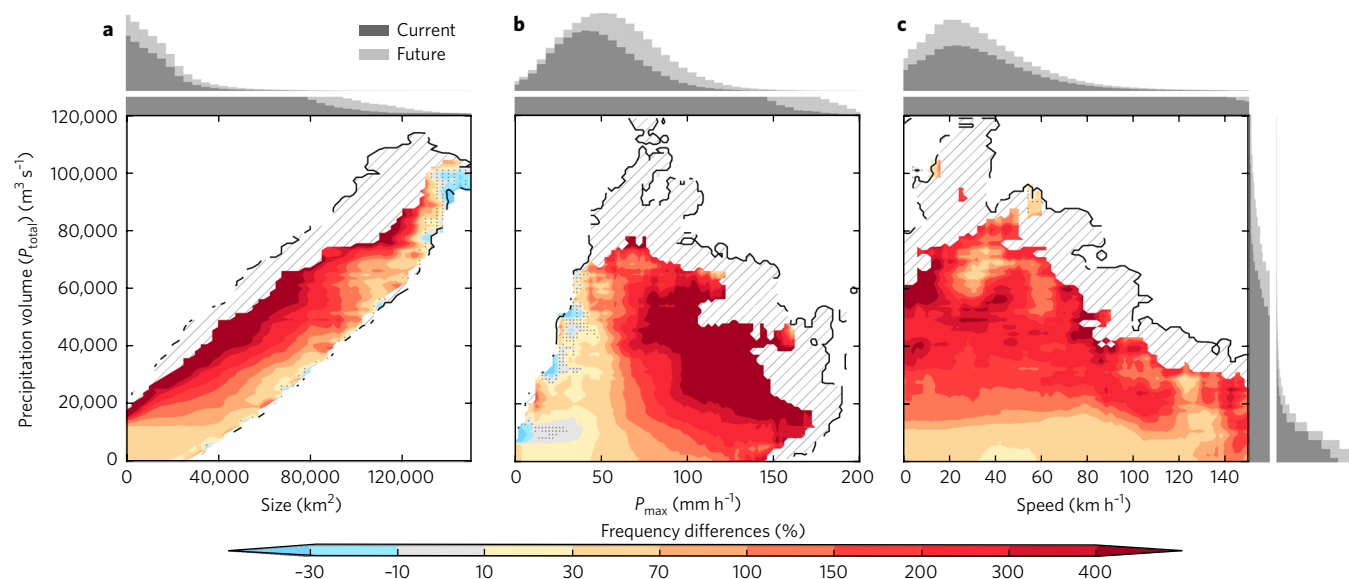 a
Current
Future
b
c
Precipitation volume (P_total) (m³ s⁻¹)
120,000
100,000
80,000
60,000
40,000
20,000
0
0 40,000 80,000 120,000
Size (km²)
0 50 100 150 200
P_max (mm h⁻¹)
0 20 40 60 80 100 120 140
Speed (km h⁻¹)
Frequency differences (%)
–30 –10 10 30 70 100 150 200 300 400